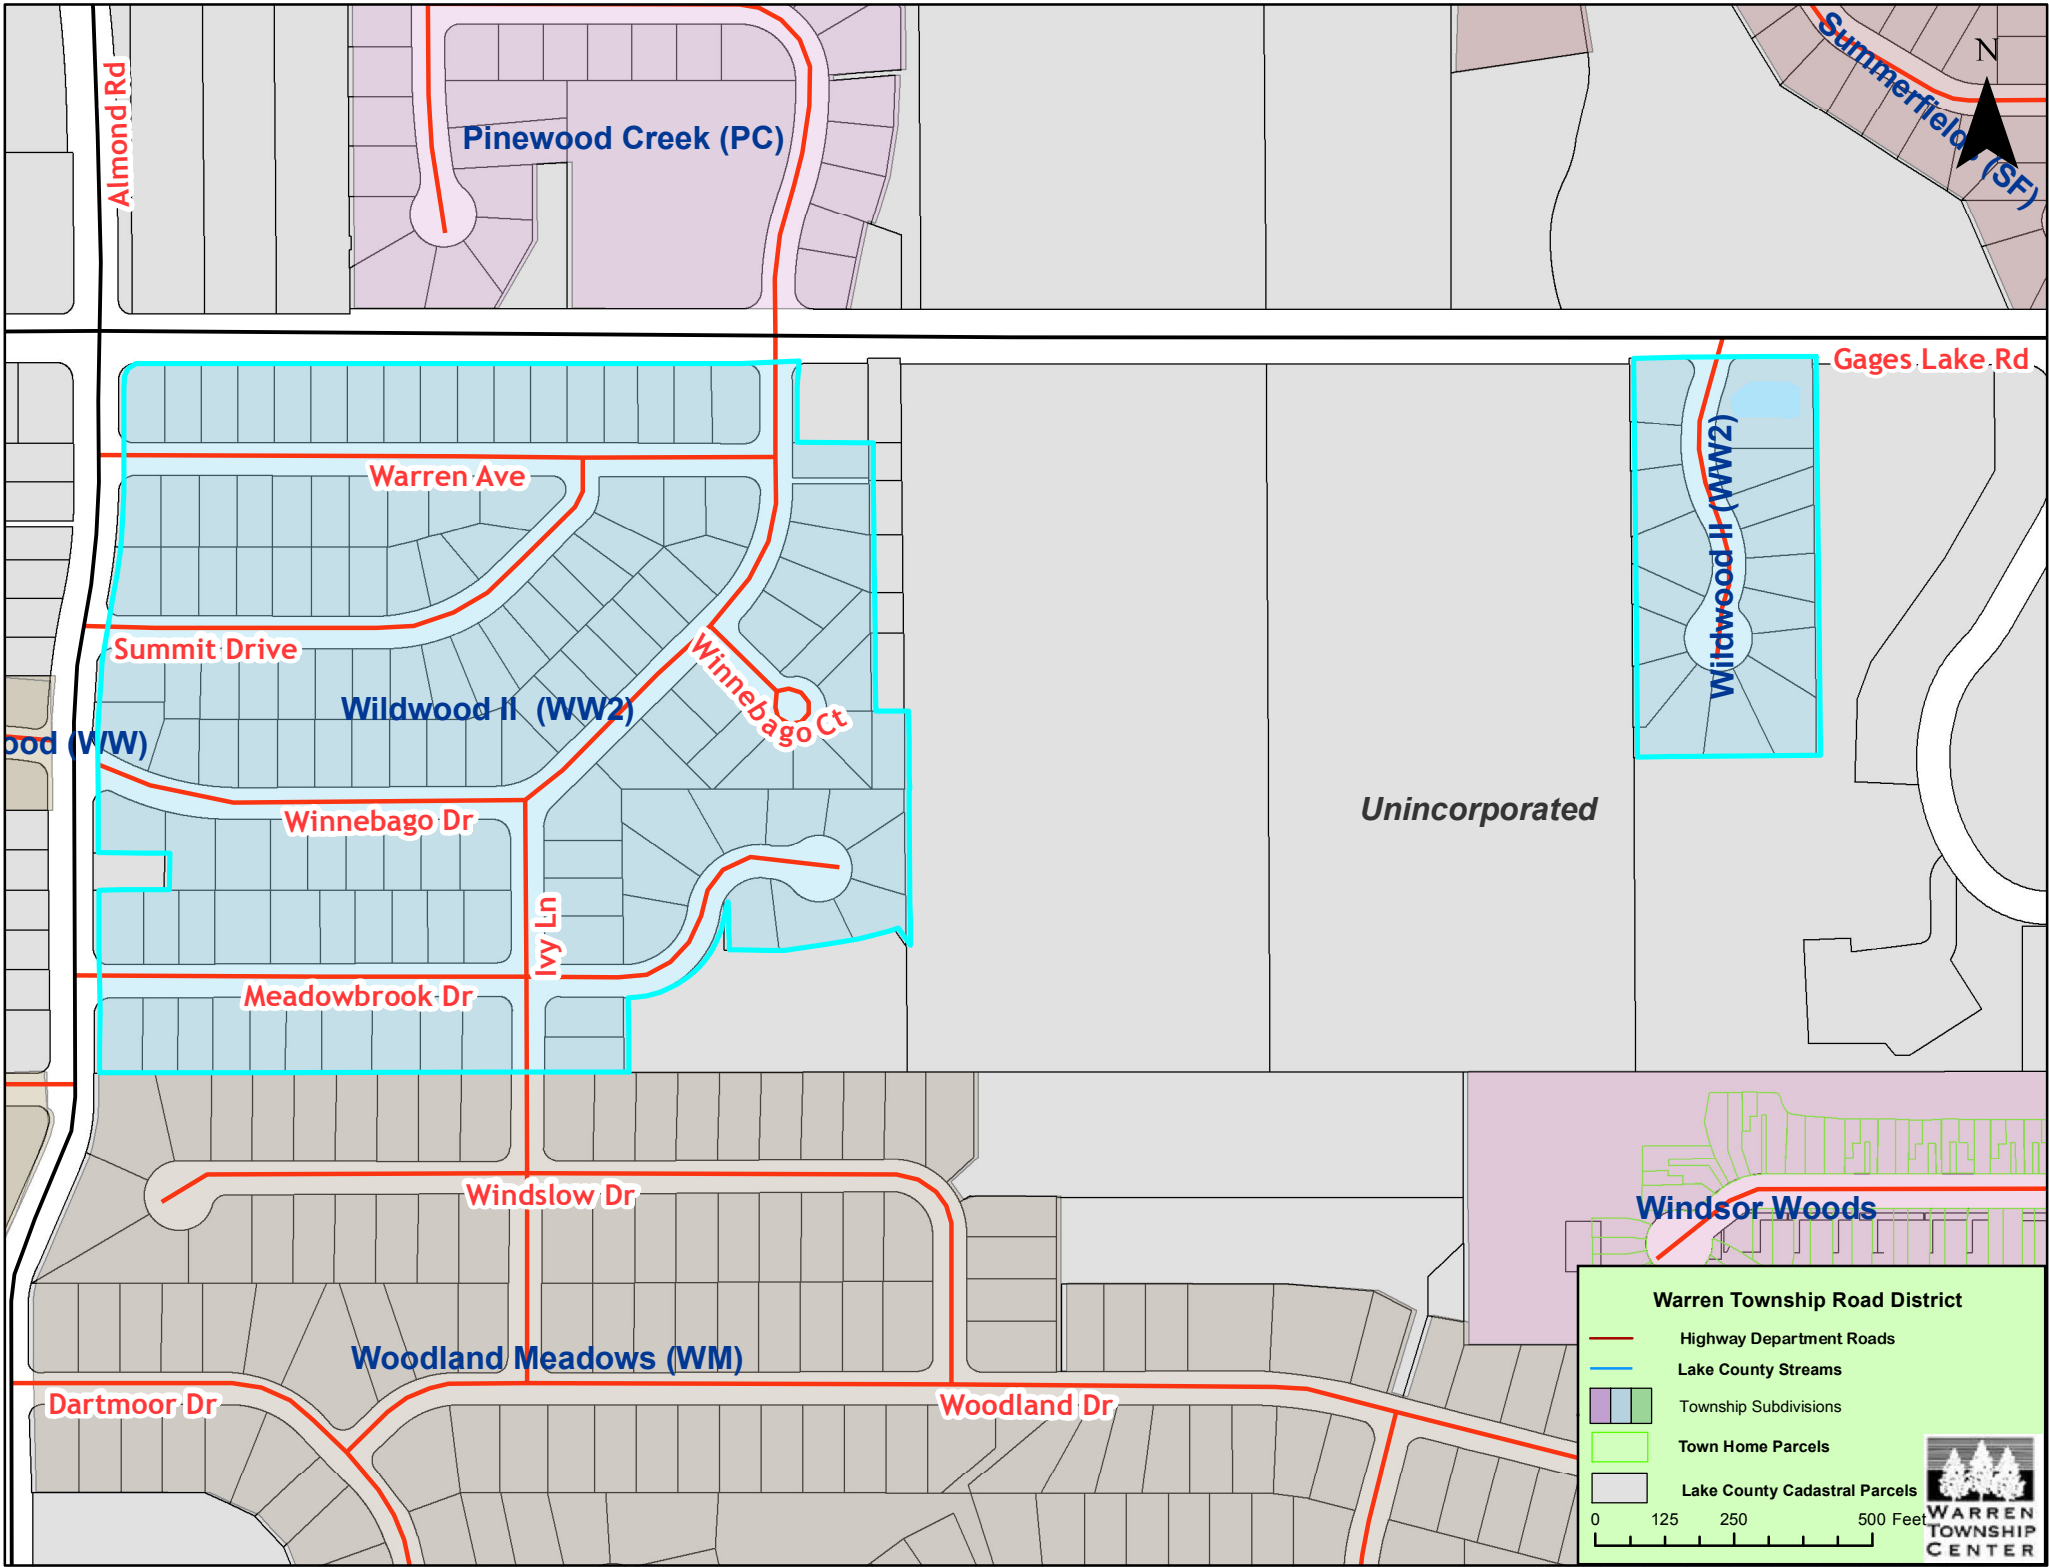 Almond Rd
Pinewood Creek (PC)
Summerfields (SF)
N
Gages Lake Rd
Warren Ave
Summit Drive
Wildwood II (WW2)
Winnebago Ct
Wildwood II (WW2)
ood (WW)
Winnebago Dr
Unincorporated
Ivy Ln
Meadowbrook Dr
Windslow Dr
Windsor Woods
Woodland Meadows (WM)
Dartmoor Dr
Woodland Dr
Warren Township Road District
Highway Department Roads
Lake County Streams
Township Subdivisions
Town Home Parcels
Lake County Cadastral Parcels
0 125 250 500 Feet
WARREN
TOWNSHIP
CENTER